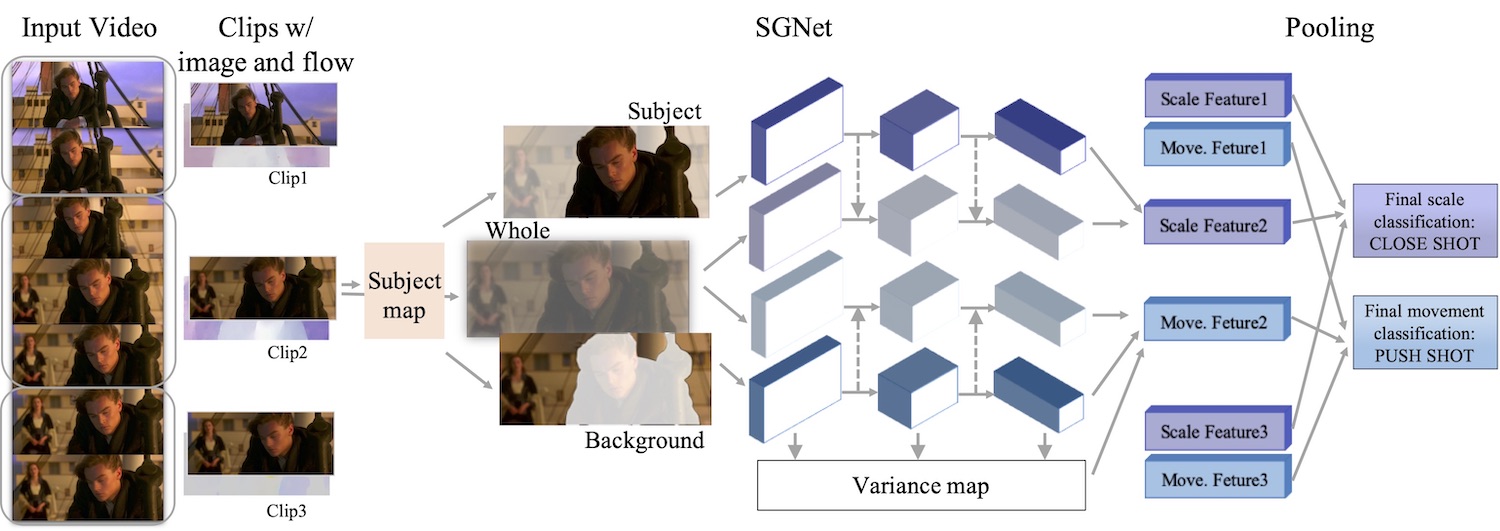 Input Video
Clips w/
image and flow
SGNet
Pooling
Clip1
Clip2
Clip3
Subject
map
Subject
Whole
Background
Variance map
Scale Feature1
Move. Feture1
Scale Feature2
Move. Feture2
Scale Feature3
Move. Feture3
Final scale
classification:
CLOSE SHOT
Final movement
classification:
PUSH SHOT